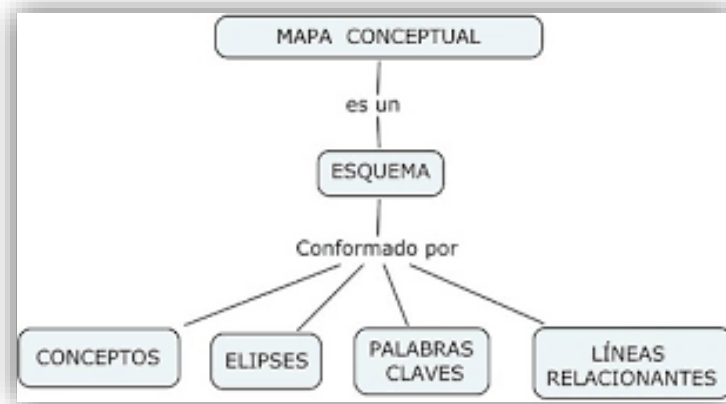 MAPA CONCEPTUAL
es un
ESQUEMA
Conformado por
CONCEPTOS
ELIPSES
PALABRAS
CLAVES
LÍNEAS
RELACIONANTES